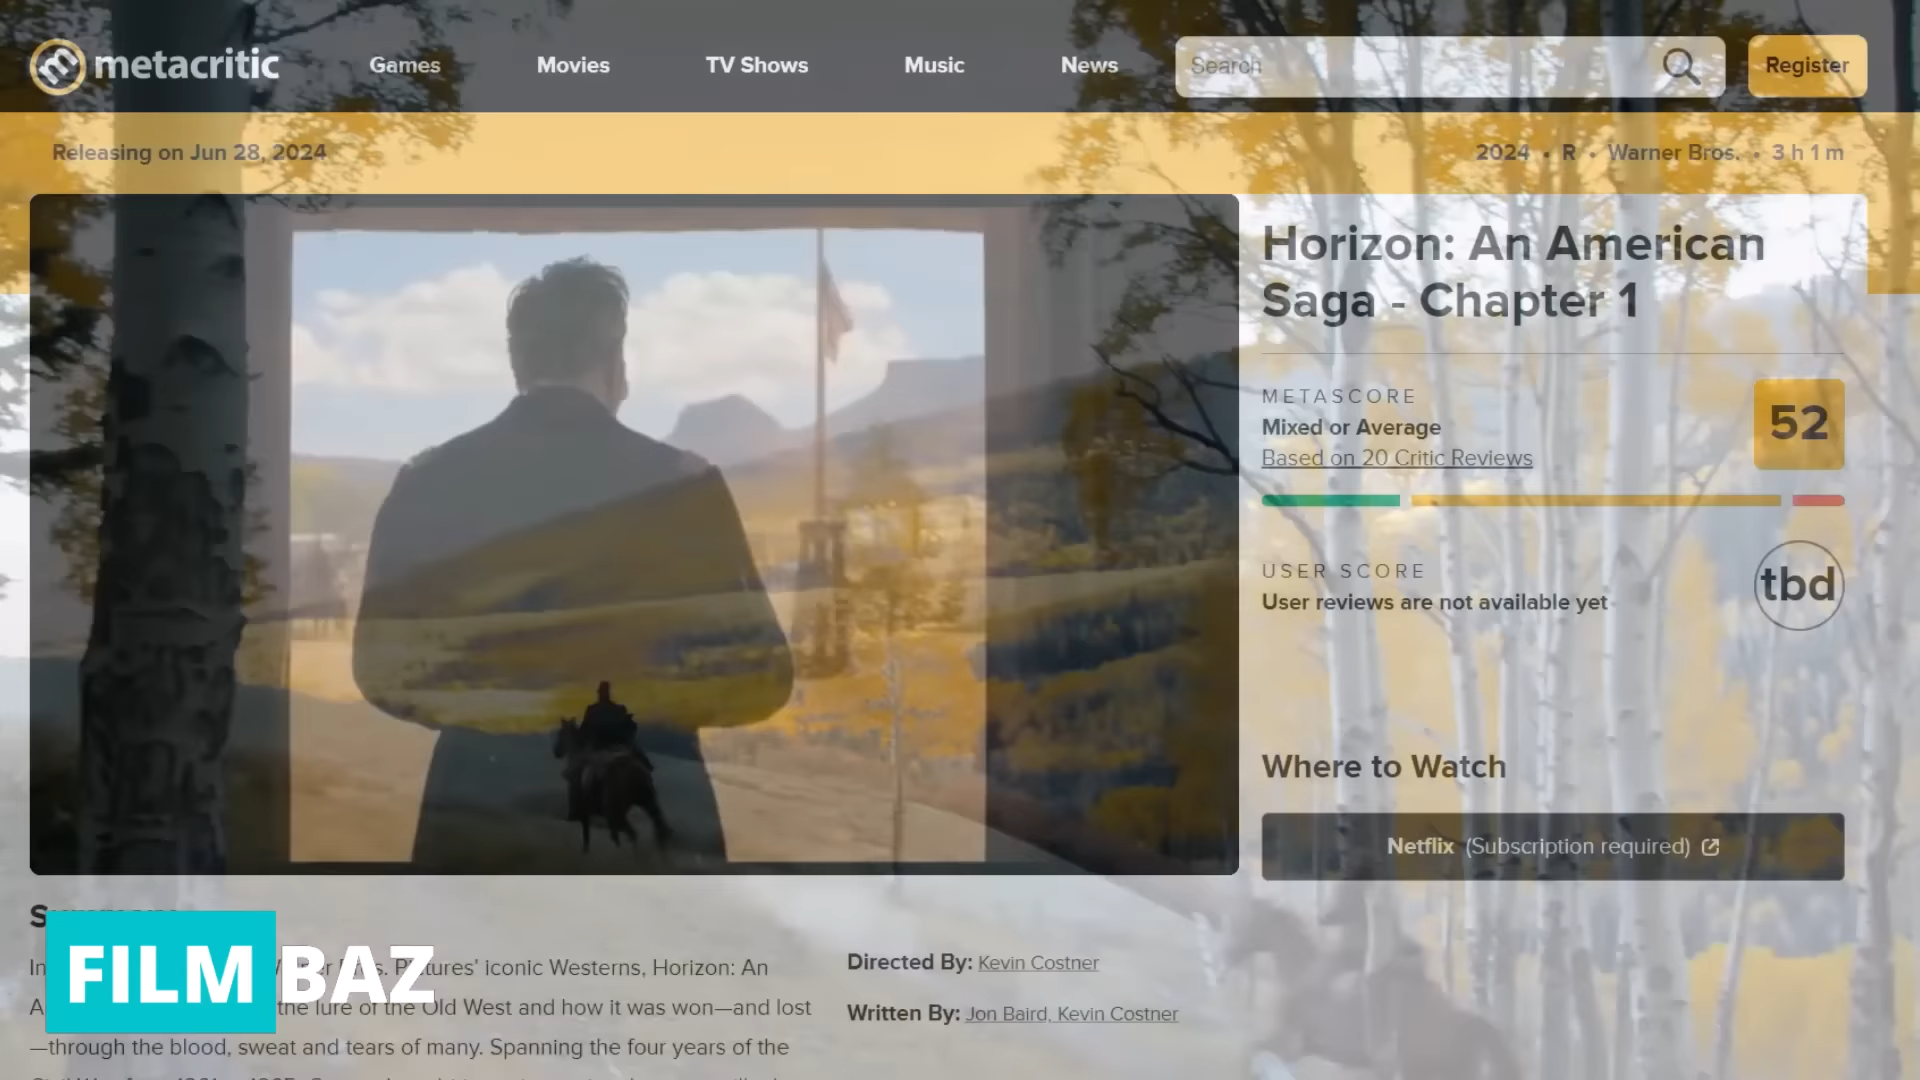 metacritic
Games
Movies
TV Shows
Music
News
Search
Register
Releasing on Jun 28, 2024
2024 • R • Warner Bros. • 3 h 1 m
Horizon: An American
Saga - Chapter 1
METASCORE
Mixed or Average
Based on 20 Critic Reviews
52
USER SCORE
User reviews are not available yet
tbd
Where to Watch
Netflix (Subscription required)
FILM BAZ
Pictures' iconic Westerns, Horizon: An
the lure of the Old West and how it was won—and lost
—through the blood, sweat and tears of many. Spanning the four years of the
Directed By: Kevin Costner
Written By: Jon Baird, Kevin Costner